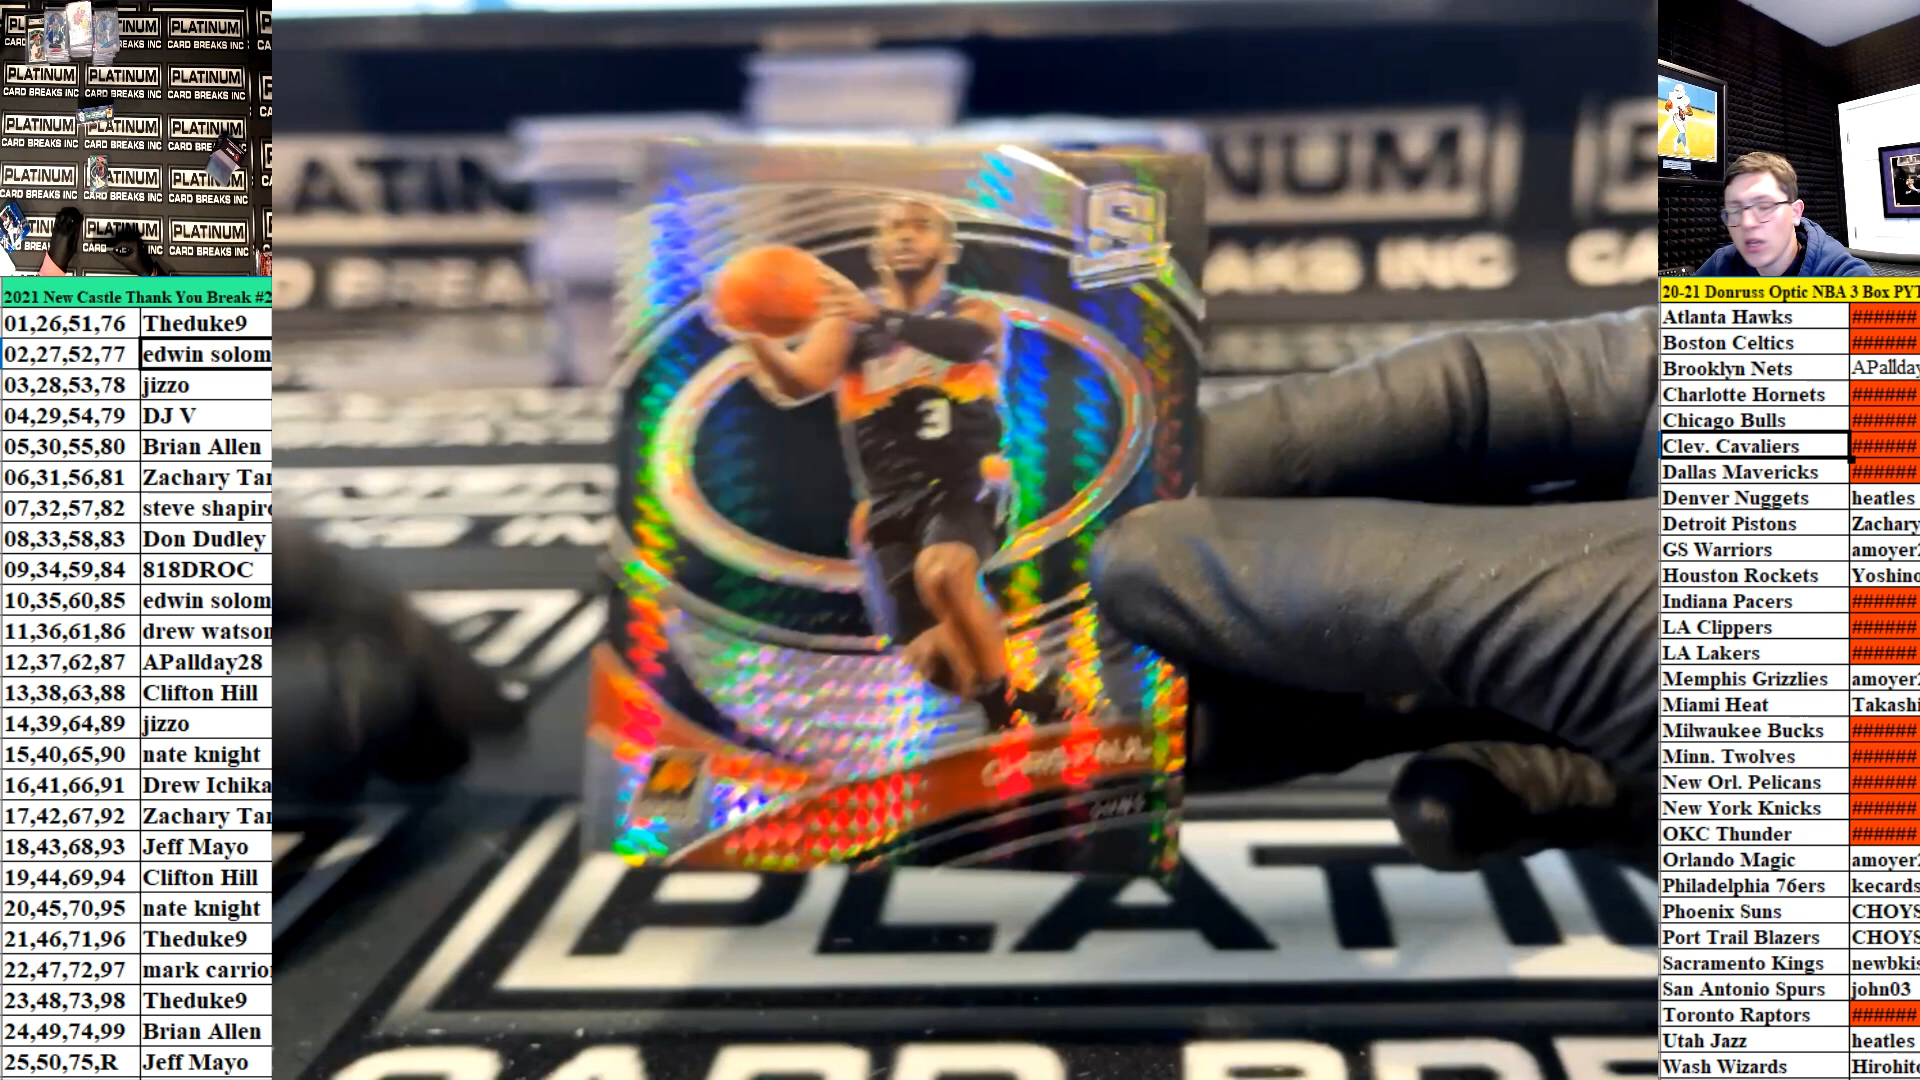 PLATINUM
CARD BREAKS INC
2021 New Castle Thank You Break #2
01,26,51,76 Theduke9
02,27,52,77 edwin solom
03,28,53,78 jizzo
04,29,54,79 DJ V
05,30,55,80 Brian Allen
06,31,56,81 Zachary Tar
07,32,57,82 steve shapiro
08,33,58,83 Don Dudley
09,34,59,84 818DROC
10,35,60,85 edwin solom
11,36,61,86 drew watson
12,37,62,87 APallday28
13,38,63,88 Clifton Hill
14,39,64,89 jizzo
15,40,65,90 nate knight
16,41,66,91 Drew Ichika
17,42,67,92 Zachary Tar
18,43,68,93 Jeff Mayo
19,44,69,94 Clifton Hill
20,45,70,95 nate knight
21,46,71,96 Theduke9
22,47,72,97 mark carrio
23,48,73,98 Theduke9
24,49,74,99 Brian Allen
25,50,75,R Jeff Mayo
3
CHRIS PAUL
SUNS
20-21 Donruss Optic NBA 3 Box PYT
Atlanta Hawks ######
Boston Celtics ######
Brooklyn Nets APallday
Charlotte Hornets ######
Chicago Bulls ######
Clev. Cavaliers ######
Dallas Mavericks ######
Denver Nuggets heatles
Detroit Pistons Zachary
GS Warriors amoyer2
Houston Rockets Yoshino
Indiana Pacers ######
LA Clippers ######
LA Lakers ######
Memphis Grizzlies amoyer2
Miami Heat Takashi
Milwaukee Bucks ######
Minn. Twolves ######
New Orl. Pelicans ######
New York Knicks ######
OKC Thunder ######
Orlando Magic amoyer2
Philadelphia 76ers kecards
Phoenix Suns CHOYS
Port Trail Blazers CHOYS
Sacramento Kings newbkis
San Antonio Spurs john03
Toronto Raptors ######
Utah Jazz heatles
Wash Wizards Hirohito